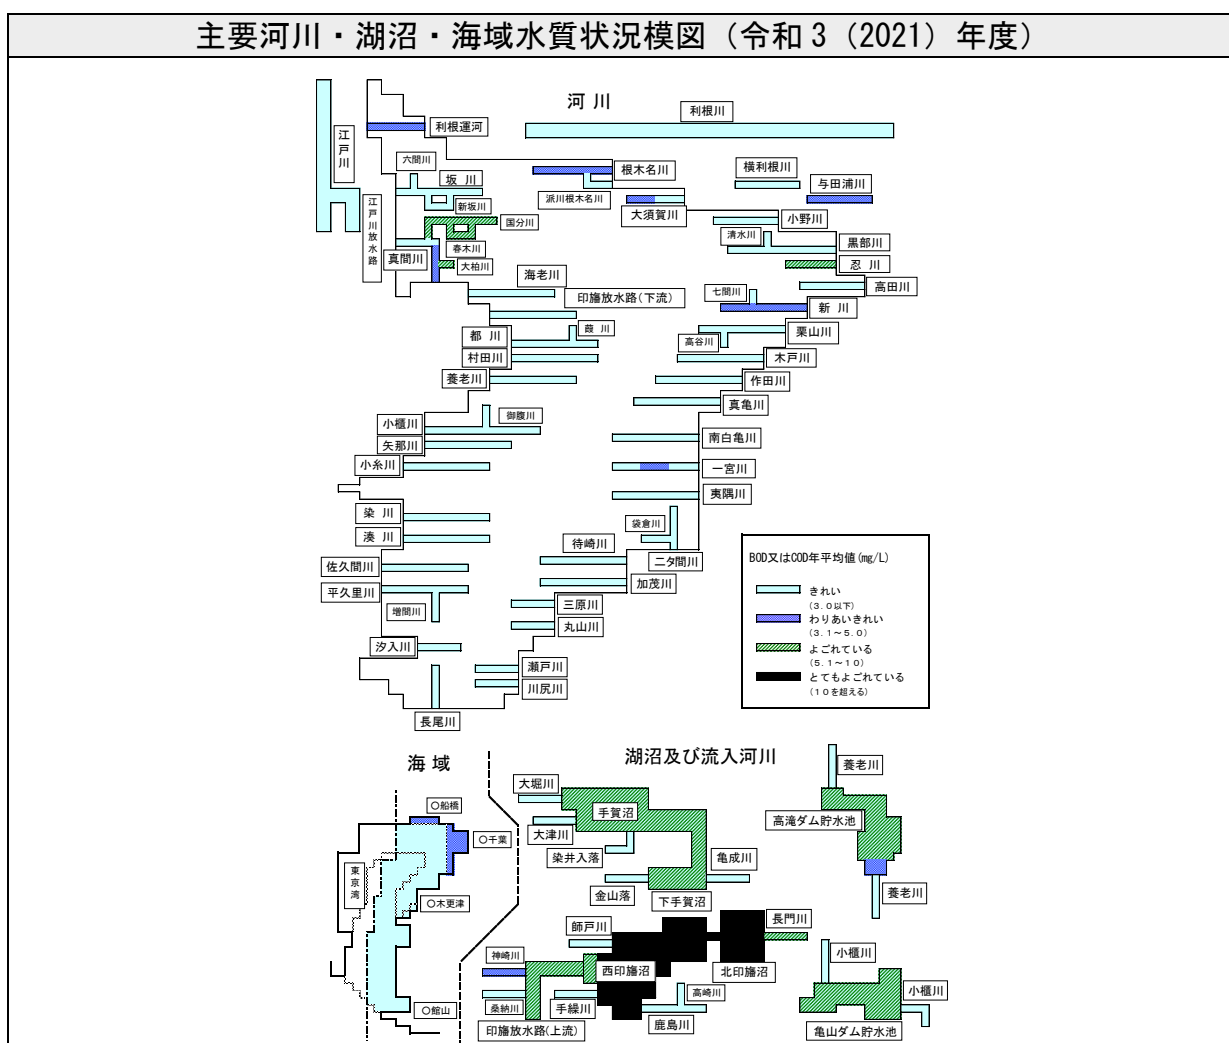 主要河川・湖沼・海域水質状況模図（令和３（2021）年度）
河 川
利根川
江戸川
利根運河
六間川
坂 川
根木名川
横利根川
与田浦川
派川根木名川
新坂川
江戸川放水路
国分川
大須賀川
小野川
清水川
黒部川
春木川
真間川
大柏川
忍 川
海老川
高田川
印旛放水路(下流)
七間川
新 川
葭 川
都 川
栗山川
高谷川
村田川
木戸川
養老川
作田川
真亀川
御腹川
小櫃川
矢那川
南白亀川
小糸川
一宮川
夷隅川
染 川
袋倉川
湊 川
待崎川
二タ間川
佐久間川
平久里川
加茂川
増間川
三原川
丸山川
汐入川
瀬戸川
川尻川
長尾川
BOD又はCOD年平均値(mg/L)
きれい
(３.０以下)
わりあいきれい
(３.１～５.０)
よごれている
(５.１～１０)
とてもよごれている
(１０を超える)
海 域
〇船橋
〇千葉
東京湾
〇木更津
〇館山
湖沼及び流入河川
大堀川
手賀沼
大津川
染井入落
亀成川
金山落
下手賀沼
養老川
高滝ダム貯水池
養老川
師戸川
長門川
神崎川
西印旛沼
北印旛沼
桑納川
手繰川
高崎川
印旛放水路(上流)
鹿島川
小櫃川
小櫃川
亀山ダム貯水池